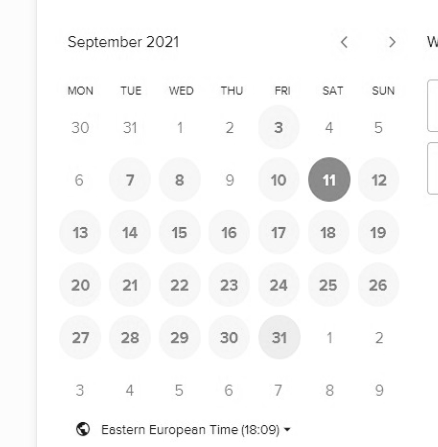 September 2021
W
MON TUE WED THU FRI SAT SUN
30 31 1 2 3 4 5
6 7 8 9 10 11 12
13 14 15 16 17 18 19
20 21 22 23 24 25 26
27 28 29 30 31 1 2
3 4 5 6 7 8 9
Eastern European Time (18:09)